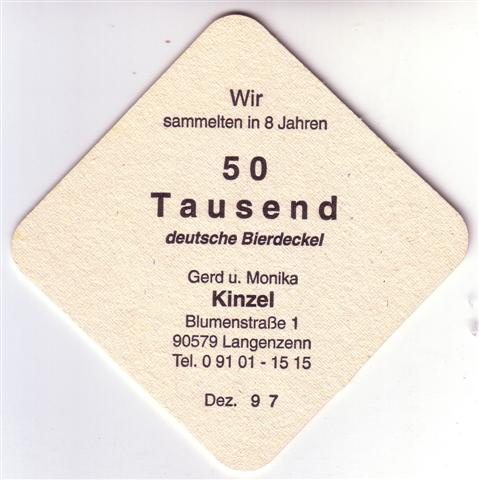 Wir
sammelten in 8 Jahren
50
Tausend
deutsche Bierdeckel
Gerd u. Monika
Kinzel
Blumenstraße 1
90579 Langenzenn
Tel. 0 91 01 - 15 15
Dez. 9 7